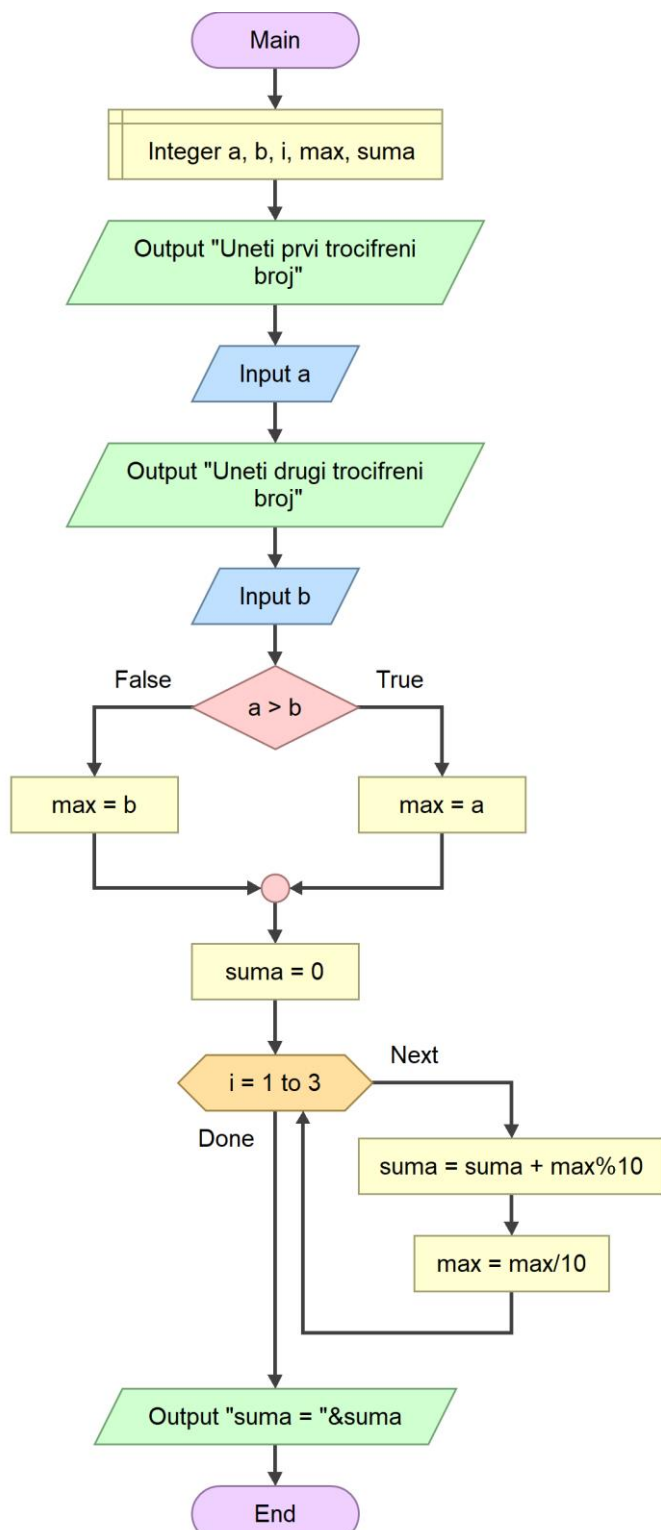 Main
Integer a, b, i, max, suma
Output "Uneti prvi trocifreni
broj"
Input a
Output "Uneti drugi trocifreni
broj"
Input b
False
True
a > b
max = b
max = a
suma = 0
Next
i = 1 to 3
Done
suma = suma + max%10
max = max/10
Output "suma = "&suma
End